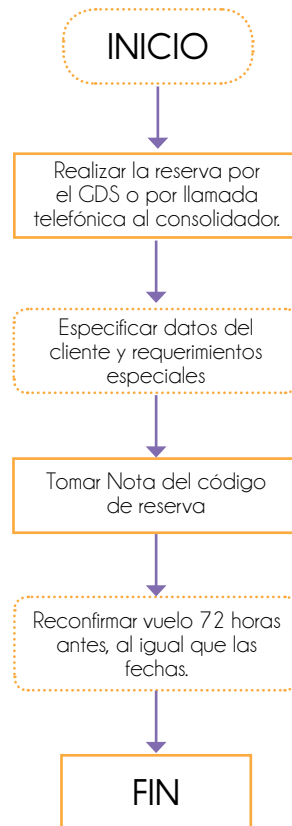 INICIO
Realizar la reserva por
el GDS o por llamada
telefónica al consolidador.
Especificar datos del
cliente y requerimientos
especiales
Tomar Nota del código
de reserva
Reconfirmar vuelo 72 horas
antes, al igual que las
fechas.
FIN